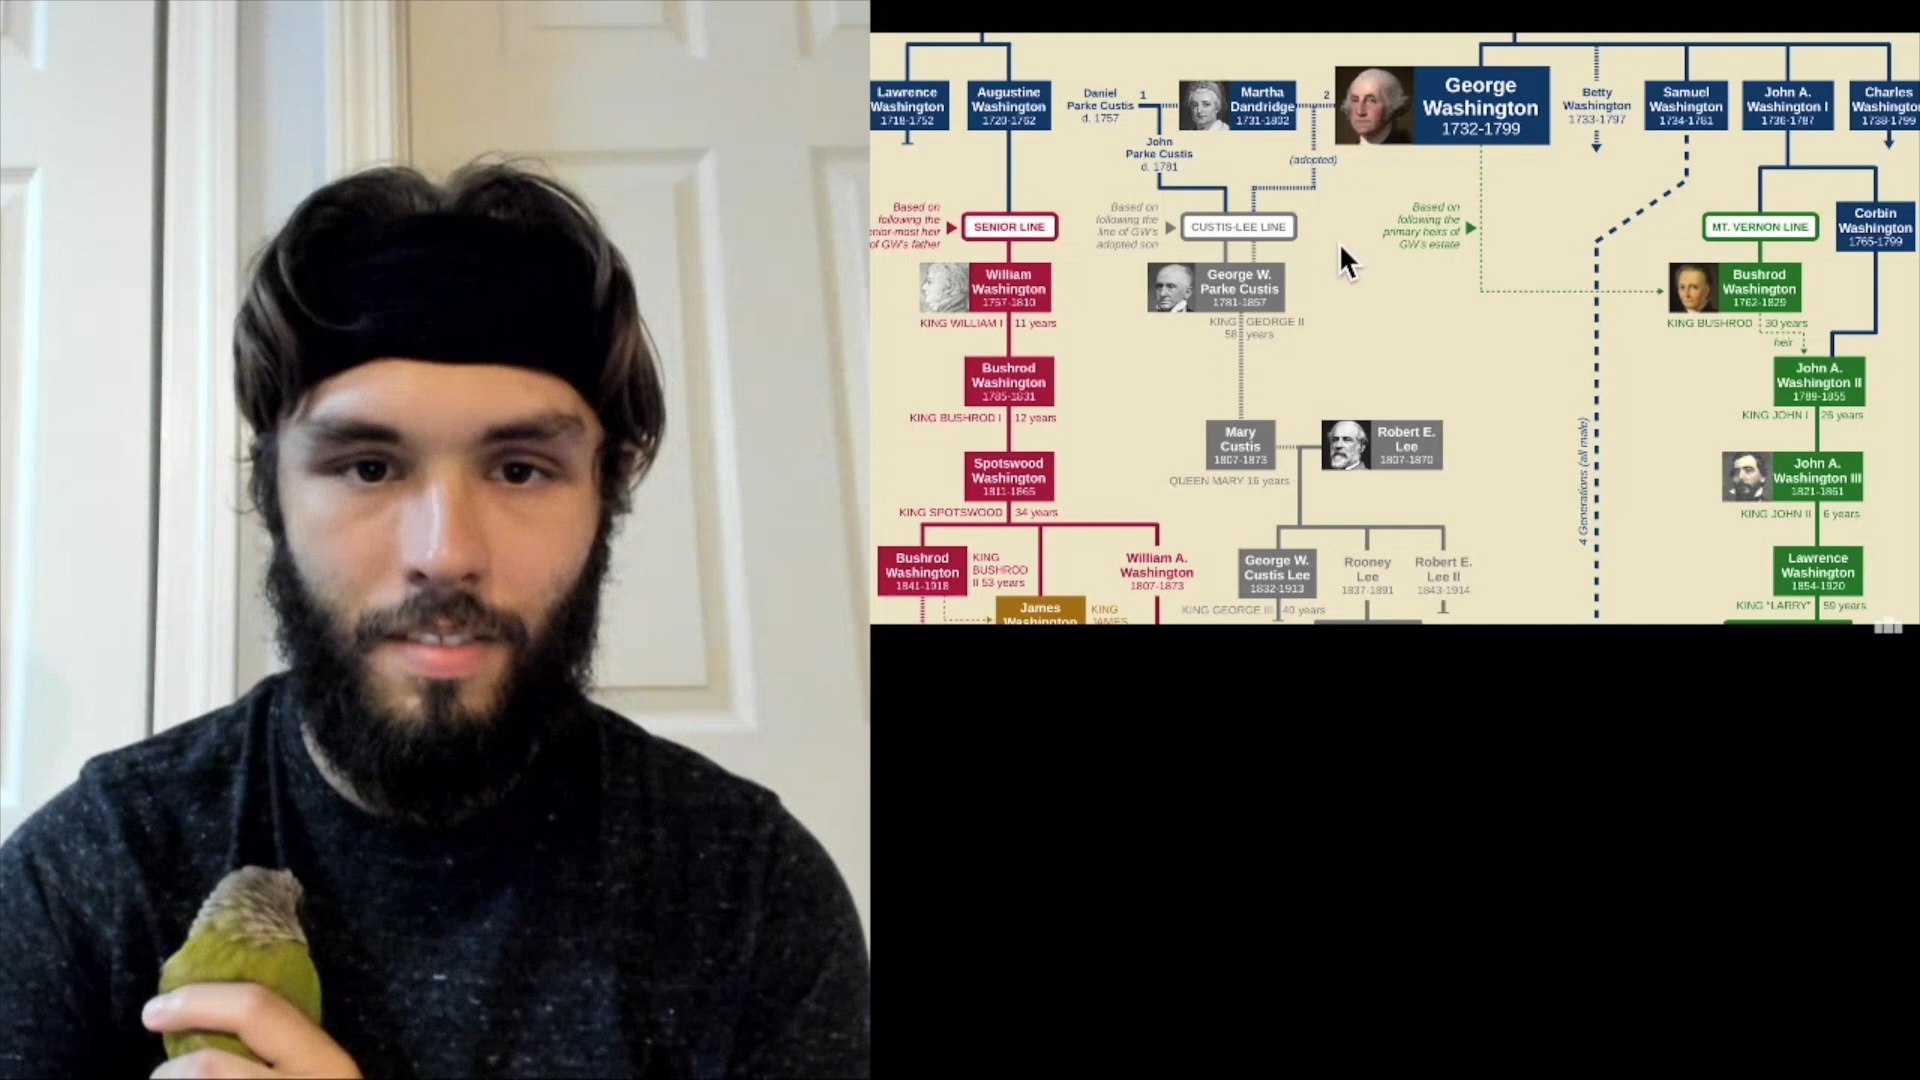 Lawrence
Washington
1718-1752
Augustine
Washington
1720-1762
Daniel
Parke Custis
d. 1757
1
Martha
Dandridge
1731-1802
2
George
Washington
1732-1799
Betty
Washington
1733-1797
Samuel
Washington
1734-1781
John A.
Washington I
1736-1787
Charles
Washington
1738-1799
John
Parke Custis
d. 1781
(adopted)
Based on
following the
enior-most heir
of GW's father
SENIOR LINE
Based on
following the
line of GW's
adopted son
CUSTIS-LEE LINE
Based on
following the
primary heirs of
GW's estate
MT. VERNON LINE
Corbin
Washington
1765-1799
William
Washington
1757-1810
KING WILLIAM I
11 years
George W.
Parke Custis
1781-1857
KING GEORGE II
58 years
Bushrod
Washington
1762-1829
KING BUSHROD
30 years
heir
Bushrod
Washington
1785-1831
KING BUSHROD I
12 years
John A.
Washington II
1789-1855
KING JOHN I
26 years
Spotswood
Washington
1811-1865
KING SPOTSWOOD
34 years
Mary
Custis
1807-1873
QUEEN MARY 16 years
Robert E.
Lee
1807-1870
4 Generations (all male)
John A.
Washington III
1821-1861
KING JOHN II
6 years
Bushrod
Washington
1841-1918
KING
BUSHROD
II 53 years
William A.
Washington
1807-1873
George W.
Custis Lee
1832-1913
KING GEORGE III
40 years
Rooney
Lee
1837-1891
Robert E.
Lee II
1843-1914
Lawrence
Washington
1854-1920
KING "LARRY"
59 years
James
Washington
KING
JAMES